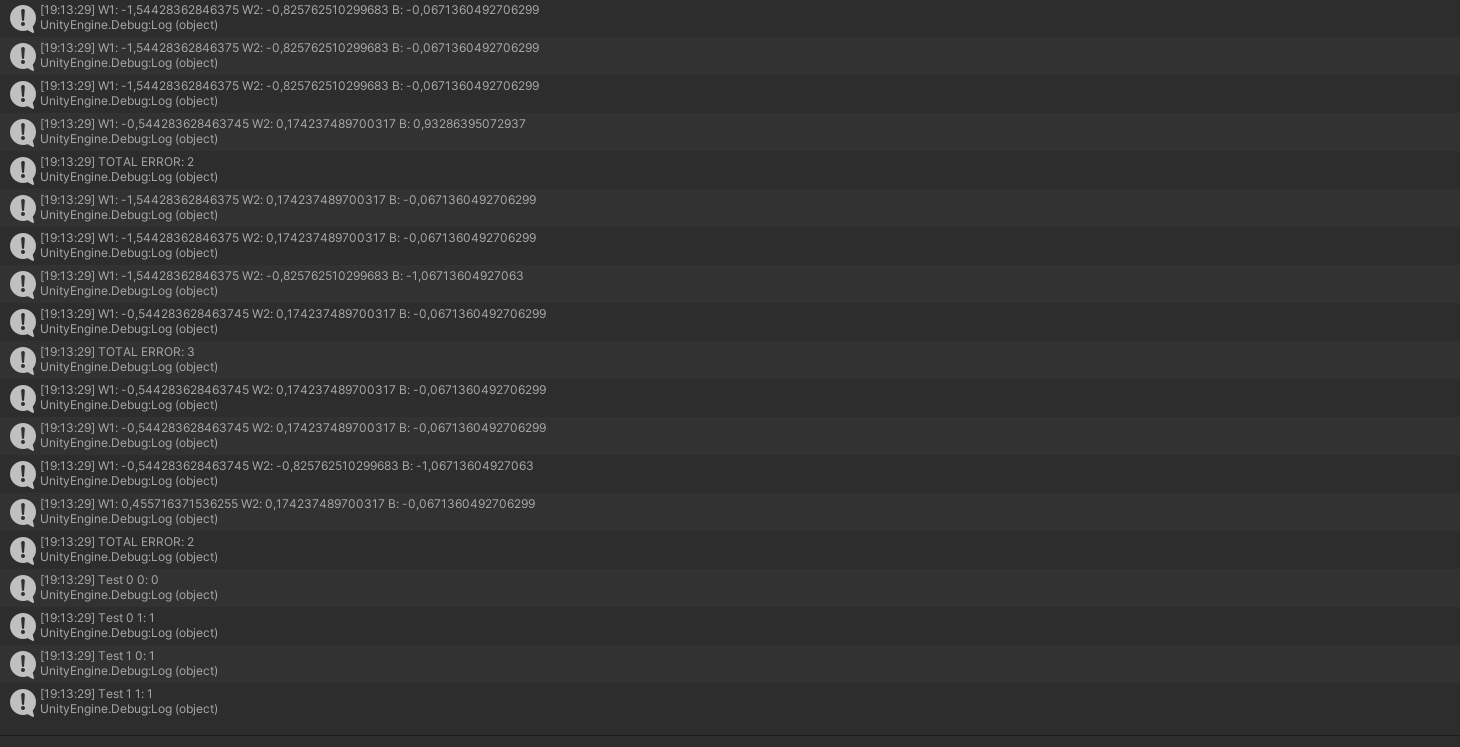 [19:13:29] W1: -1,54428362846375 W2: -0,825762510299683 B: -0,0671360492706299
UnityEngine.Debug:Log (object)
[19:13:29] W1: -1,54428362846375 W2: -0,825762510299683 B: -0,0671360492706299
UnityEngine.Debug:Log (object)
[19:13:29] W1: -1,54428362846375 W2: -0,825762510299683 B: -0,0671360492706299
UnityEngine.Debug:Log (object)
[19:13:29] W1: -0,544283628463745 W2: 0,174237489700317 B: 0,93286395072937
UnityEngine.Debug:Log (object)
[19:13:29] TOTAL ERROR: 2
UnityEngine.Debug:Log (object)
[19:13:29] W1: -1,54428362846375 W2: 0,174237489700317 B: -0,0671360492706299
UnityEngine.Debug:Log (object)
[19:13:29] W1: -1,54428362846375 W2: 0,174237489700317 B: -0,0671360492706299
UnityEngine.Debug:Log (object)
[19:13:29] W1: -1,54428362846375 W2: -0,825762510299683 B: -1,06713604927063
UnityEngine.Debug:Log (object)
[19:13:29] W1: -0,544283628463745 W2: 0,174237489700317 B: -0,0671360492706299
UnityEngine.Debug:Log (object)
[19:13:29] TOTAL ERROR: 3
UnityEngine.Debug:Log (object)
[19:13:29] W1: -0,544283628463745 W2: 0,174237489700317 B: -0,0671360492706299
UnityEngine.Debug:Log (object)
[19:13:29] W1: -0,544283628463745 W2: 0,174237489700317 B: -0,0671360492706299
UnityEngine.Debug:Log (object)
[19:13:29] W1: -0,544283628463745 W2: -0,825762510299683 B: -1,06713604927063
UnityEngine.Debug:Log (object)
[19:13:29] W1: 0,455716371536255 W2: 0,174237489700317 B: -0,0671360492706299
UnityEngine.Debug:Log (object)
[19:13:29] TOTAL ERROR: 2
UnityEngine.Debug:Log (object)
[19:13:29] Test 0 0: 0
UnityEngine.Debug:Log (object)
[19:13:29] Test 0 1: 1
UnityEngine.Debug:Log (object)
[19:13:29] Test 1 0: 1
UnityEngine.Debug:Log (object)
[19:13:29] Test 1 1: 1
UnityEngine.Debug:Log (object)